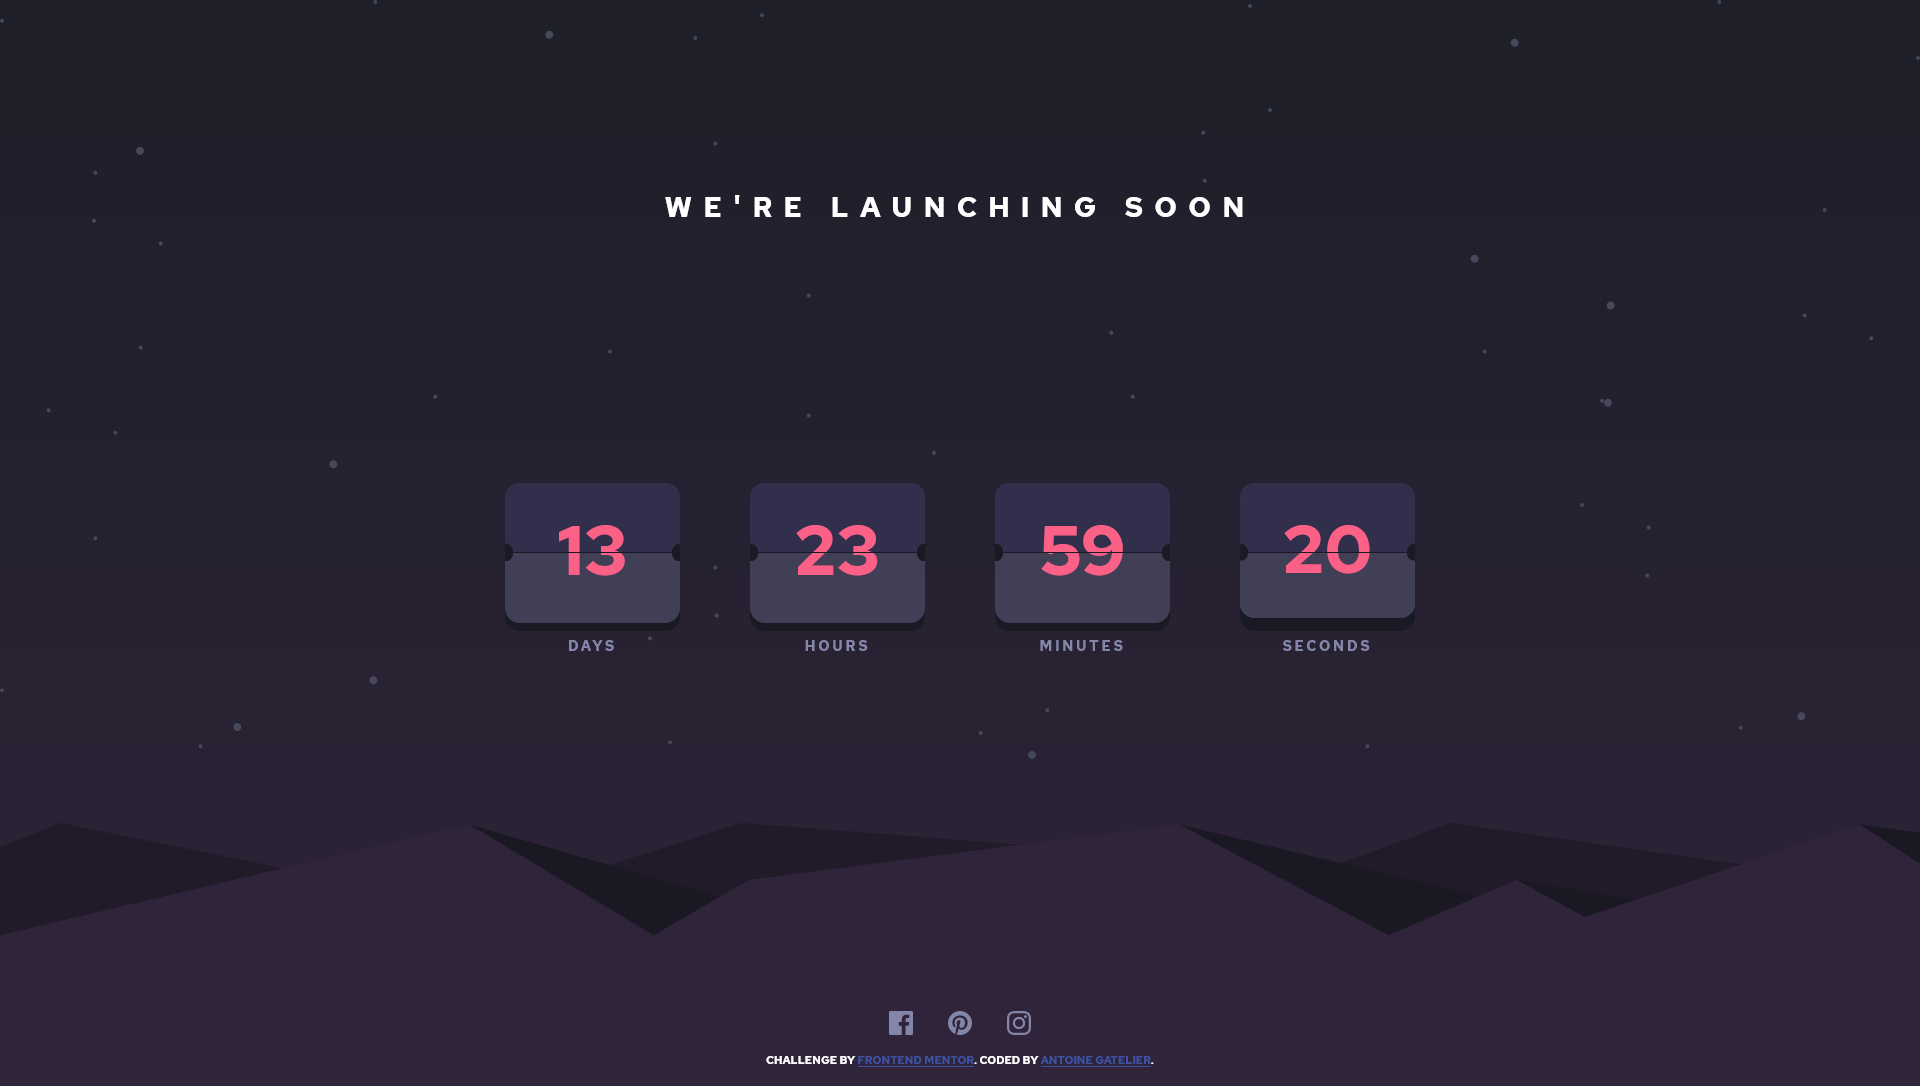 WE'RE LAUNCHING SOON
13 23 59 20
DAYS HOURS MINUTES SECONDS
CHALLENGE BY FRONTEND MENTOR. CODED BY ANTOINE GATELIER.